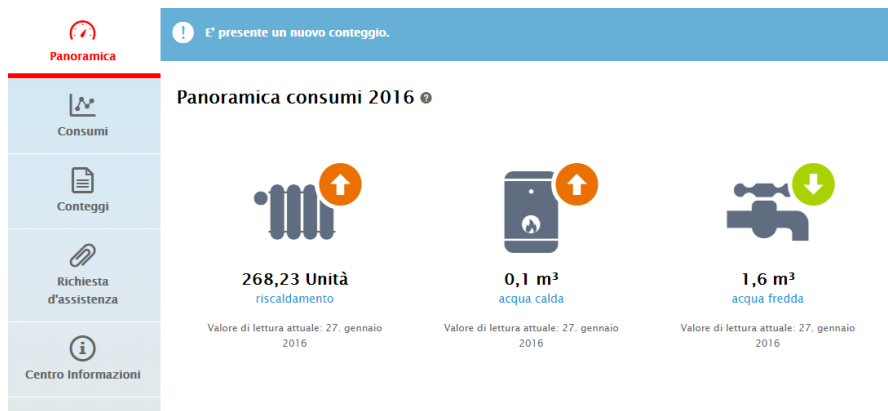 Panoramica
E' presente un nuovo conteggio.
Consumi
Conteggi
Richiesta
d'assistenza
Centro Informazioni
Panoramica consumi 2016 ?
268,23 Unità
riscaldamento
Valore di lettura attuale: 27. gennaio
2016
0,1 m³
acqua calda
Valore di lettura attuale: 27. gennaio
2016
1,6 m³
acqua fredda
Valore di lettura attuale: 27. gennaio
2016